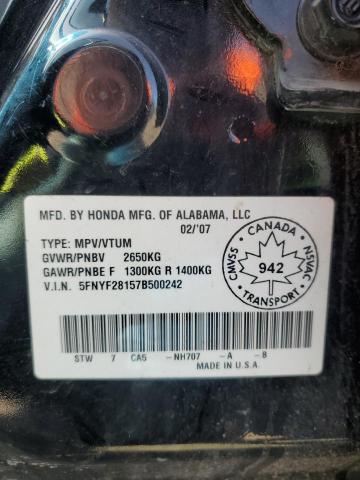 MFD. BY HONDA MFG. OF ALABAMA, LLC
02/'07
TYPE: MPV/VTUM
GVWR/PNBV 2650KG
GAWR/PNBE F 1300KG R 1400KG
V.I.N. 5FNYF28157B500242
CANADA
CMVSS
942
NSVAC
TRANSPORT
STW 7 CA5 -NH707 -A -B
MADE IN U.S.A.